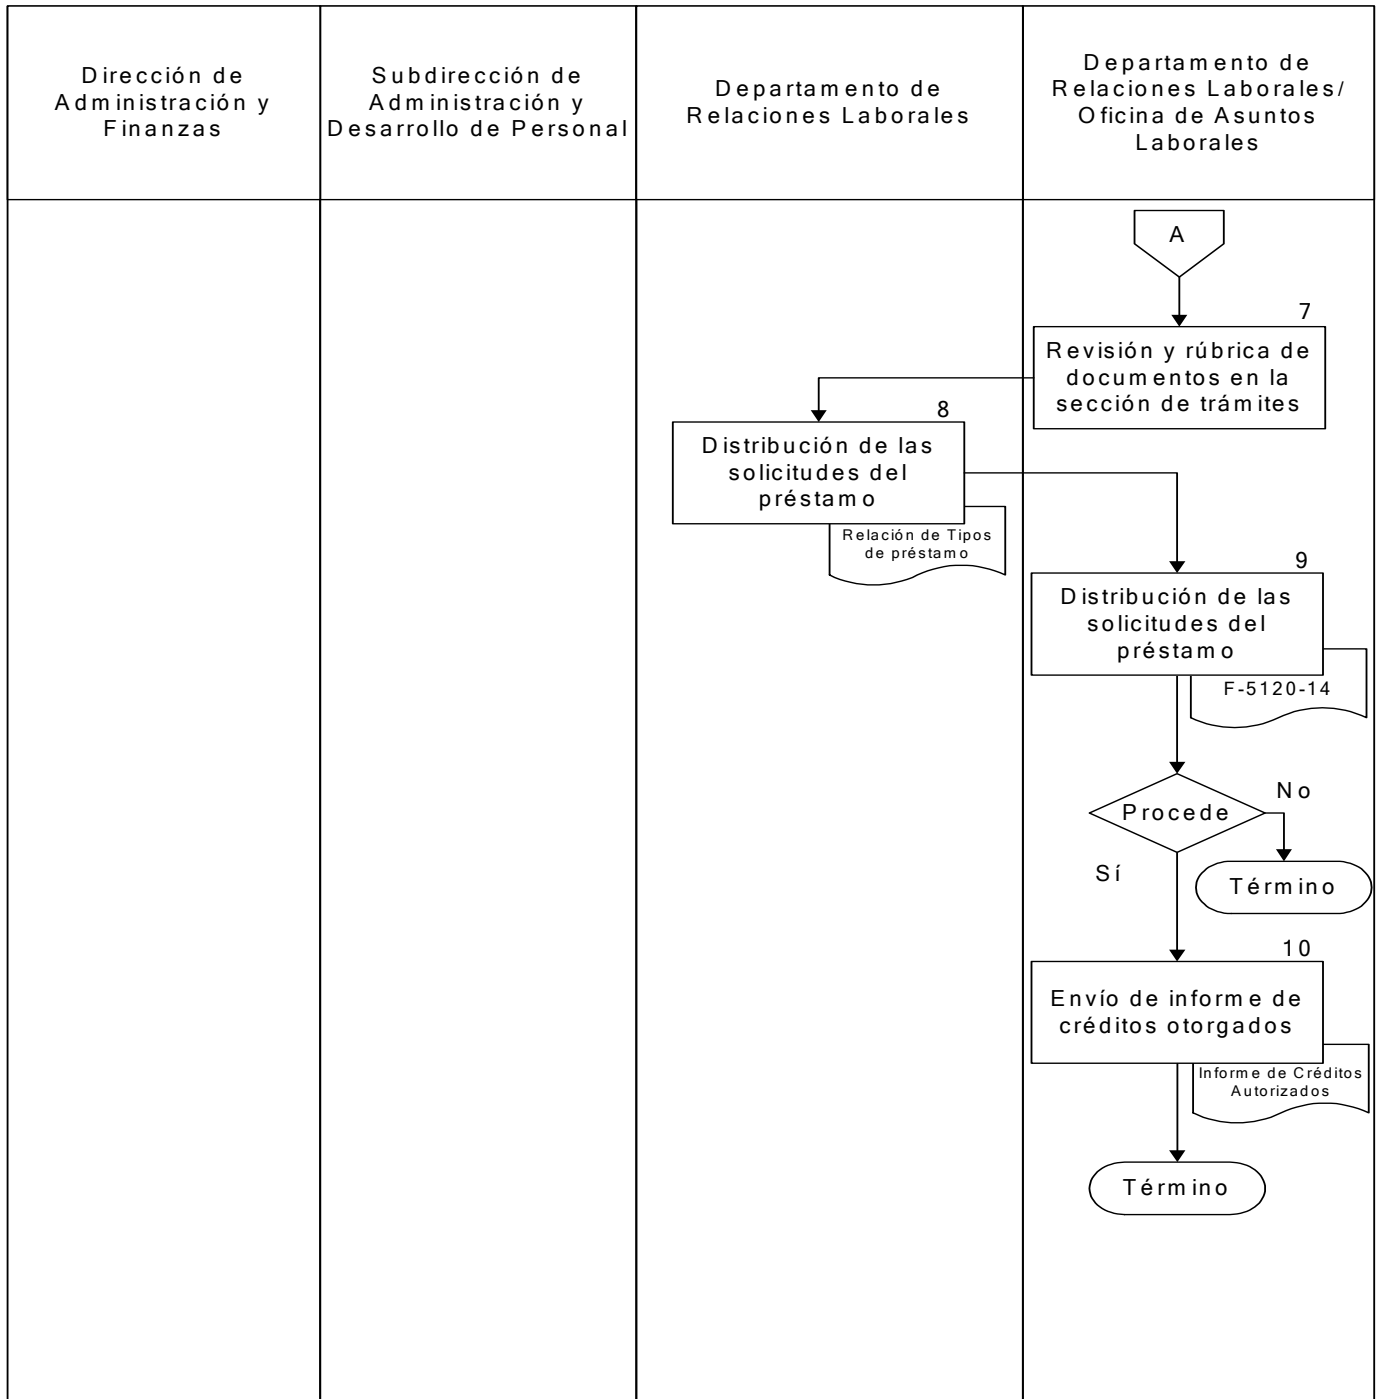 Dirección de
Administración y
Finanzas
Subdirección de
Administración y
Desarrollo de Personal
Departamento de
Relaciones Laborales
Departamento de
Relaciones Laborales/
Oficina de Asuntos
Laborales
A
7
Revisión y rúbrica de
documentos en la
sección de trámites
8
Distribución de las
solicitudes del
préstamo
Relación de Tipos
de préstamo
9
Distribución de las
solicitudes del
préstamo
F-5120-14
Procede
No
Sí
Término
10
Envío de informe de
créditos otorgados
Informe de Créditos
Autorizados
Término